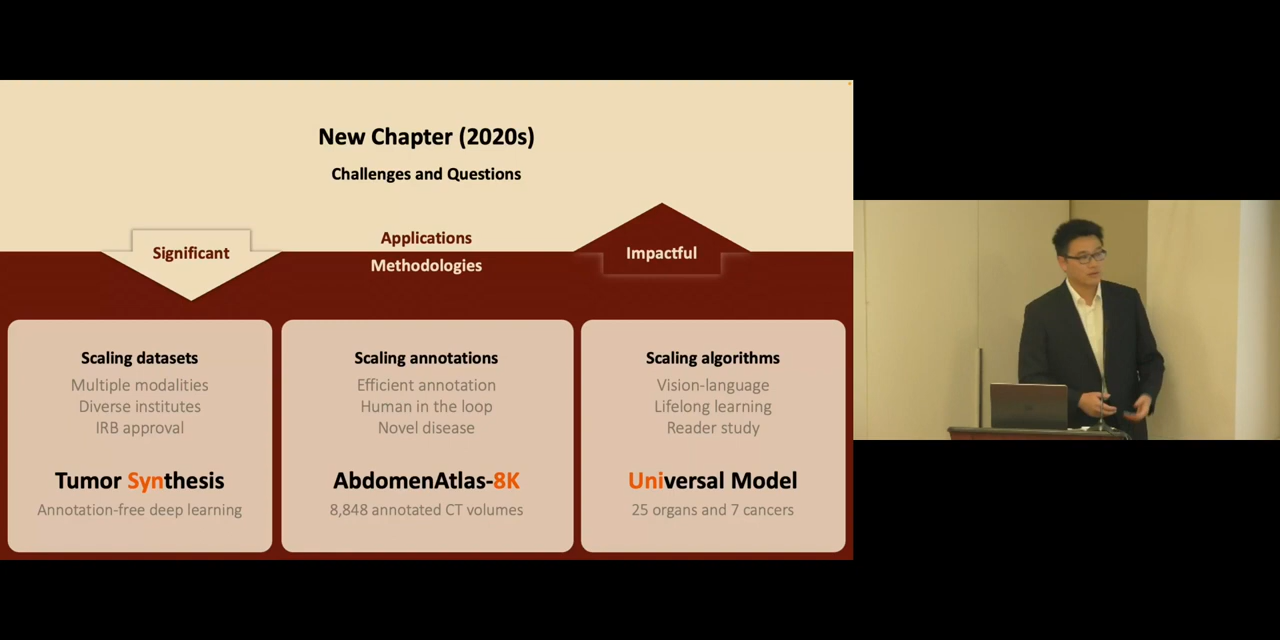 New Chapter (2020s)
Challenges and Questions
Significant
Applications
Methodologies
Impactful
Scaling datasets
Multiple modalities
Diverse institutes
IRB approval
Tumor Synthesis
Annotation-free deep learning
Scaling annotations
Efficient annotation
Human in the loop
Novel disease
AbdomenAtlas-8K
8,848 annotated CT volumes
Scaling algorithms
Vision-language
Lifelong learning
Reader study
Universal Model
25 organs and 7 cancers